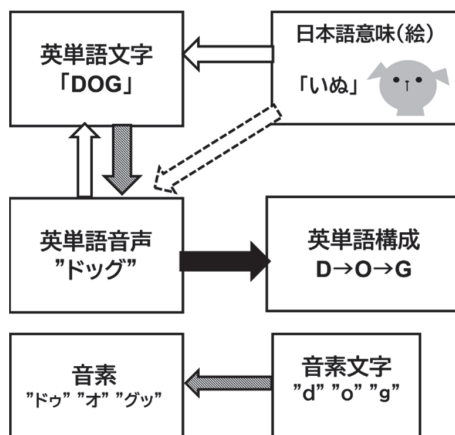 英単語文字
「DOG」
日本語意味(絵)
「いぬ」
英単語音声
”ドッグ”
英単語構成
D→O→G
音素
”ドゥ” ”オ” ”グッ”
音素文字
”d” ”o” ”g”